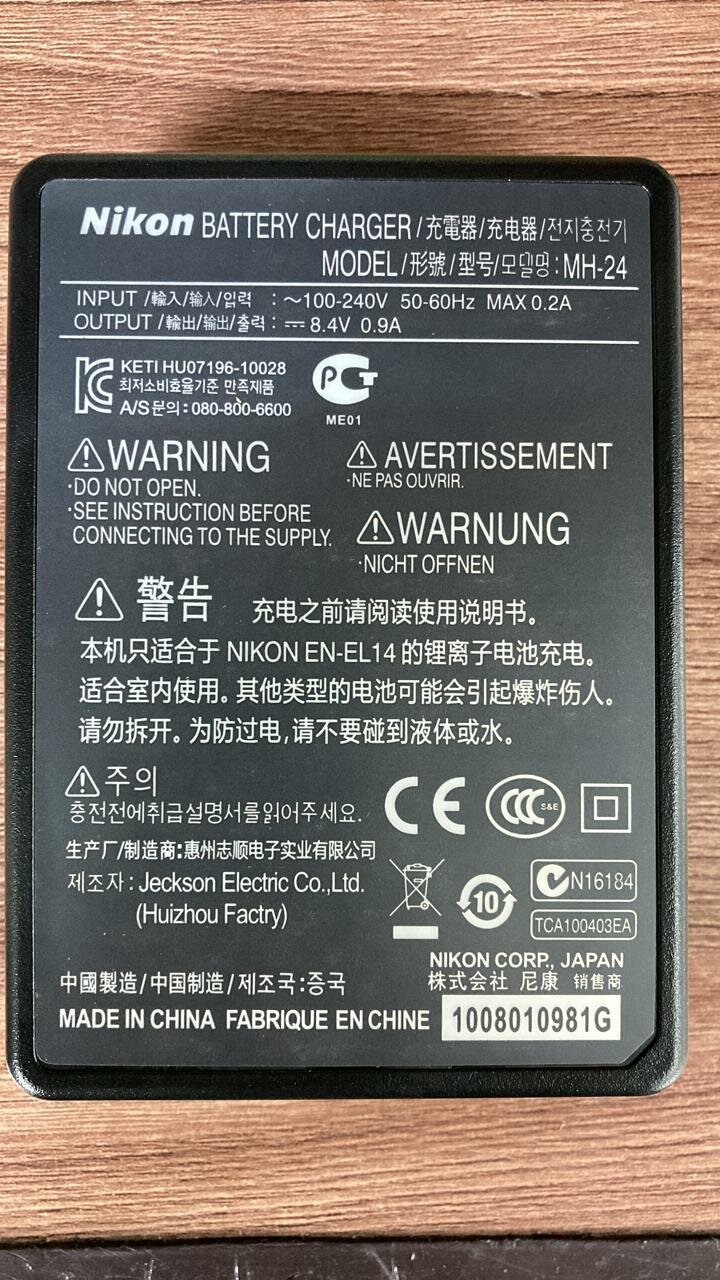 Nikon BATTERY CHARGER/充電器/充电器/전지충전기
MODEL/形號/型号/모델명:MH-24
INPUT/輸入/输入/입력 :~100-240V 50-60Hz MAX 0.2A
OUTPUT/輸出/输出/출력: 8.4V 0.9A
KETI HU07196-10028
최저소비효율기준 만족제품
A/S문의:080-800-6600
PCT
ME01
WARNING
·DO NOT OPEN.
·SEE INSTRUCTION BEFORE
CONNECTING TO THE SUPPLY.
AVERTISSEMENT
·NE PAS OUVRIR.
WARNUNG
·NICHT OFFNEN
警告 充电之前请阅读使用说明书。
本机只适合于 NIKON EN-EL14 的锂离子电池充电。
适合室内使用。其他类型的电池可能会引起爆炸伤人。
请勿拆开。为防过电,请不要碰到液体或水。
주의
충전전에취급설명서를읽어주세요.
CE
CCC S&E
生产厂/制造商:惠州志顺电子实业有限公司
제조자: Jeckson Electric Co.,Ltd.
(Huizhou Factry)
10
N16184
TCA100403EA
NIKON CORP., JAPAN
株式会社 尼康 销售商
中國製造/中国制造/제조국:중국
MADE IN CHINA FABRIQUE EN CHINE
1008010981G